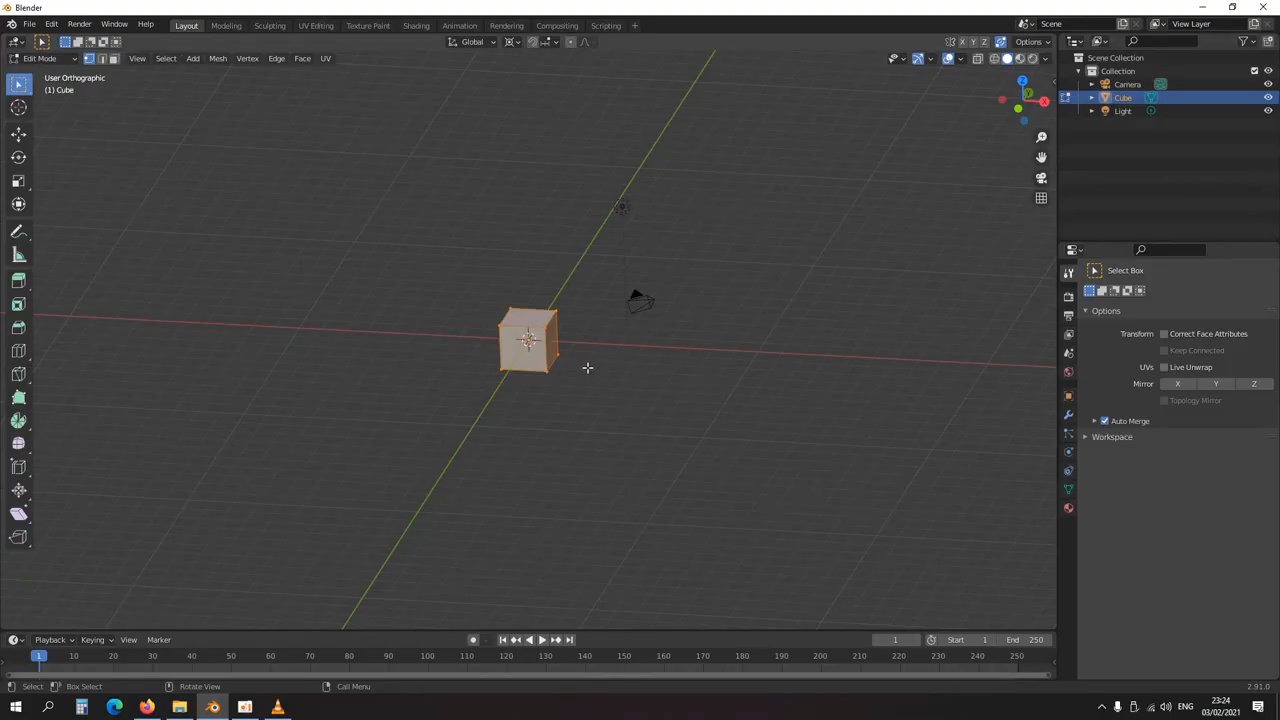 Blender
File Edit Render Window Help Layout Modeling Sculpting UV Editing Texture Paint Shading Animation Rendering Compositing Scripting + Scene View Layer
Global X Y Z Options
Edit Mode View Select Add Mesh Vertex Edge Face UV
User Orthographic
(1) Cube
Z
Y
X
Scene Collection
Collection
Camera
Cube
Light
Select Box
Options
Transform Correct Face Attributes
Keep Connected
UVs Live Unwrap
Mirror X Y Z
Topology Mirror
Auto Merge
Workspace
Playback Keying View Marker 1 Start 1 End 250
1 10 20 30 40 50 60 70 80 90 100 110 120 130 140 150 160 170 180 190 200 210 220 230 240 250
Select Box Select Rotate View Call Menu 2.91.0
ENG 23:24
03/02/2021